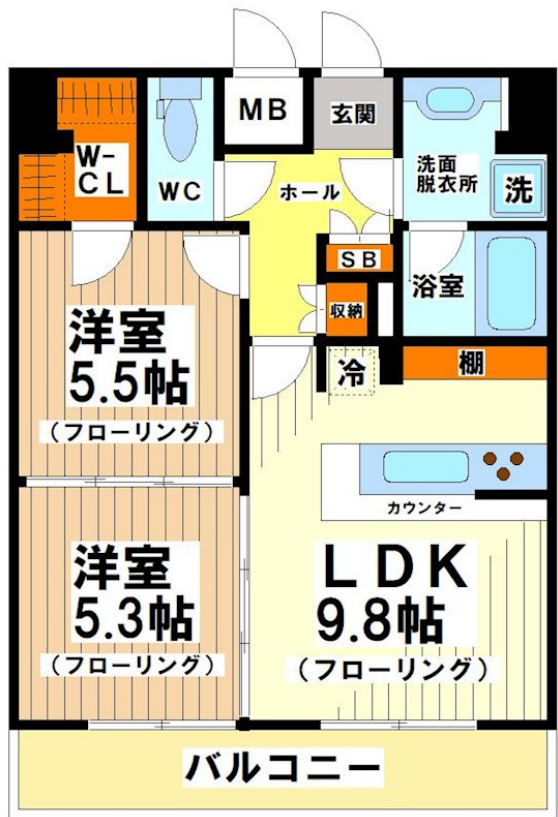 MB
玄関
W-
CL
WC
ホール
洗面
脱衣所
洗
SB
浴室
収納
洋室
5.5帖
(フローリング)
冷
棚
カウンター
洋室
5.3帖
(フローリング)
LDK
9.8帖
(フローリング)
バルコニー